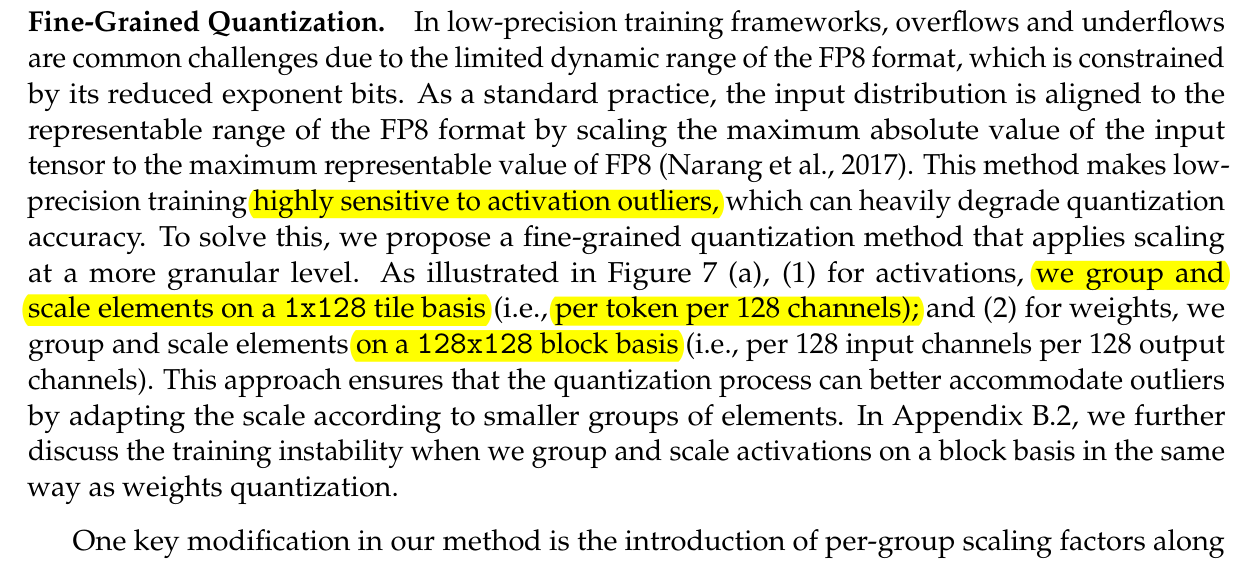 Fine-Grained Quantization. In low-precision training frameworks, overflows and underflows
are common challenges due to the limited dynamic range of the FP8 format, which is constrained
by its reduced exponent bits. As a standard practice, the input distribution is aligned to the
representable range of the FP8 format by scaling the maximum absolute value of the input
tensor to the maximum representable value of FP8 (Narang et al., 2017). This method makes low-
precision training highly sensitive to activation outliers, which can heavily degrade quantization
accuracy. To solve this, we propose a fine-grained quantization method that applies scaling
at a more granular level. As illustrated in Figure 7 (a), (1) for activations, we group and
scale elements on a 1x128 tile basis (i.e., per token per 128 channels); and (2) for weights, we
group and scale elements on a 128x128 block basis (i.e., per 128 input channels per 128 output
channels). This approach ensures that the quantization process can better accommodate outliers
by adapting the scale according to smaller groups of elements. In Appendix B.2, we further
discuss the training instability when we group and scale activations on a block basis in the same
way as weights quantization.
One key modification in our method is the introduction of per-group scaling factors along